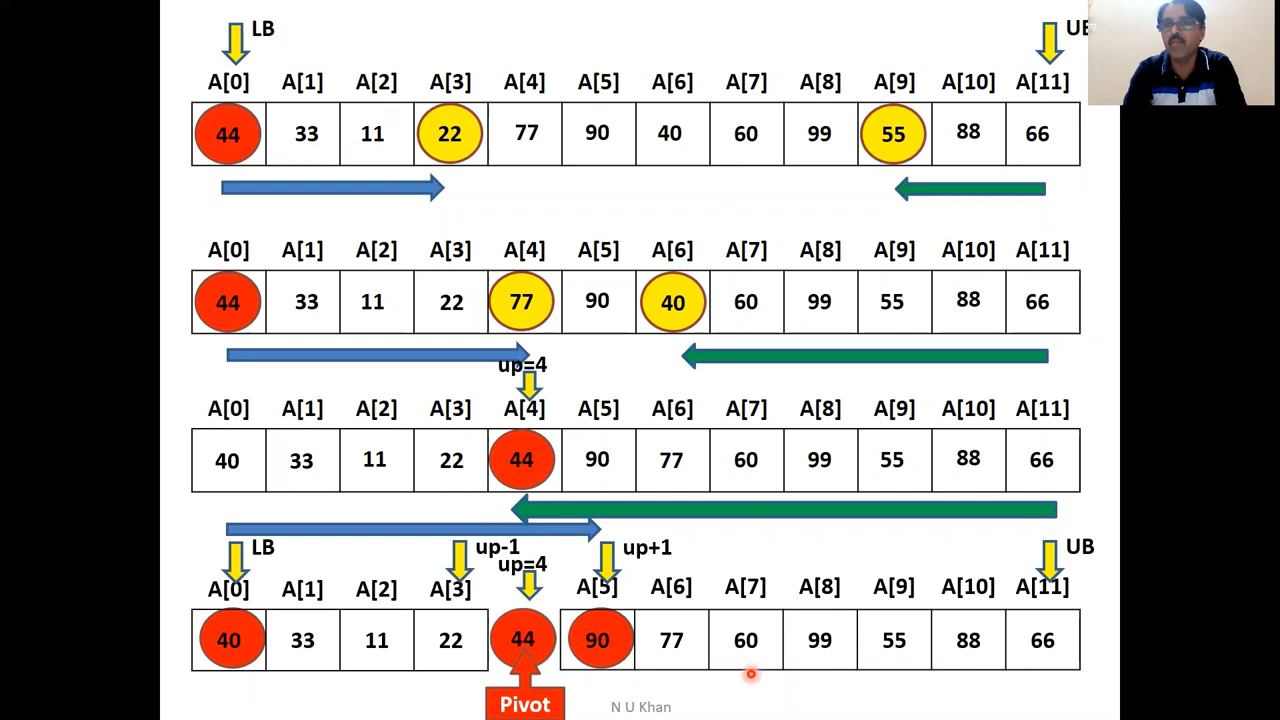 LB UB
A[0] A[1] A[2] A[3] A[4] A[5] A[6] A[7] A[8] A[9] A[10] A[11]
44 33 11 22 77 90 40 60 99 55 88 66
A[0] A[1] A[2] A[3] A[4] A[5] A[6] A[7] A[8] A[9] A[10] A[11]
44 33 11 22 77 90 40 60 99 55 88 66
up=4
A[0] A[1] A[2] A[3] A[4] A[5] A[6] A[7] A[8] A[9] A[10] A[11]
40 33 11 22 44 90 77 60 99 55 88 66
LB up-1 up+1 UB
up=4
A[0] A[1] A[2] A[3] A[5] A[6] A[7] A[8] A[9] A[10] A[11]
40 33 11 22 44 90 77 60 99 55 88 66
Pivot
N U Khan